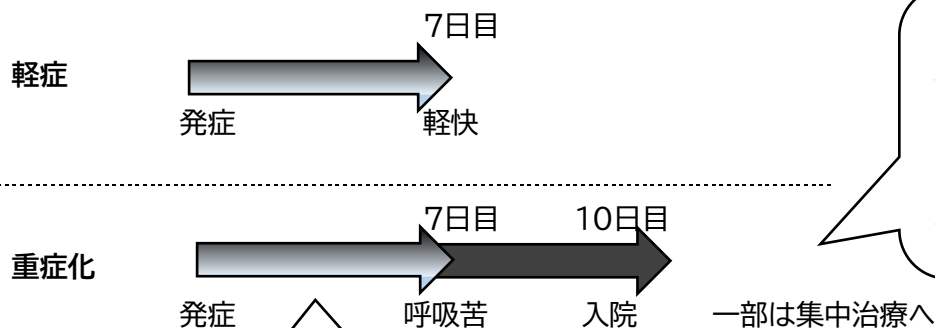 7日目
軽症
発症 軽快
7日目 10日目
重症化
発症 呼吸苦 入院 一部は集中治療へ